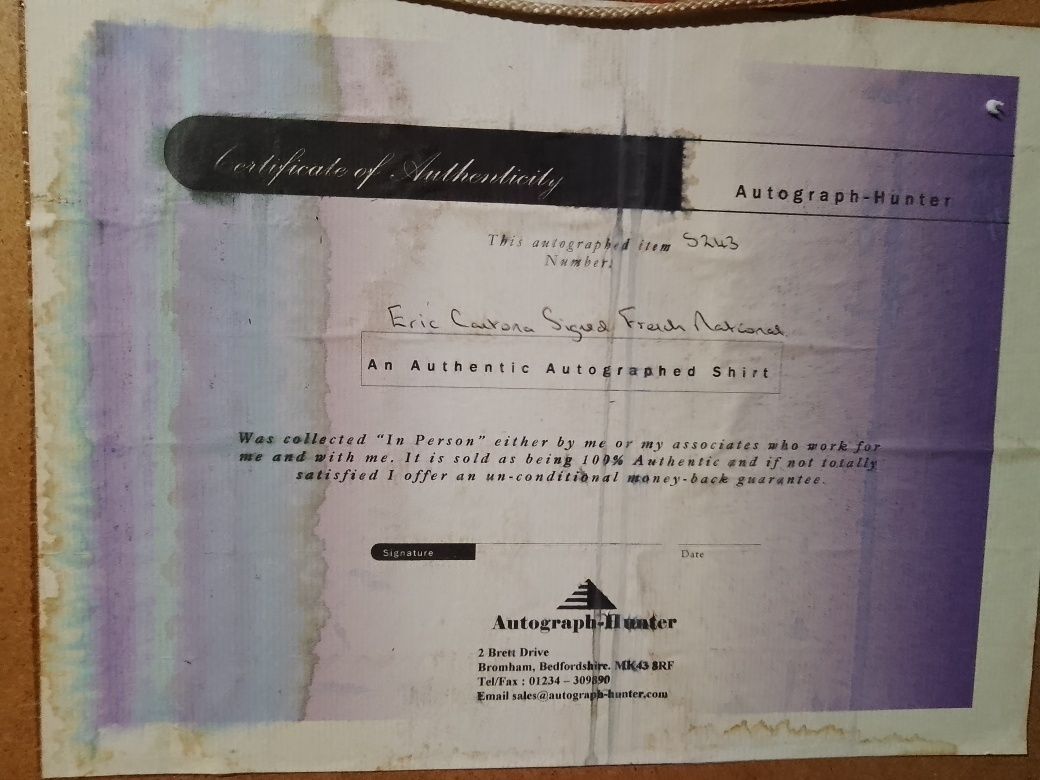 Certificate of Authenticity
Autograph-Hunter
This autographed item S243
Number:
Eric Cantona Signed French National
An Authentic Autographed Shirt
Was collected "In Person" either by me or my associates who work for
me and with me. It is sold as being 100% Authentic and if not totally
satisfied I offer an un-conditional money-back guarantee.
Signature
Date
Autograph-Hunter
2 Brett Drive
Bromham, Bedfordshire. MK43 8RF
Tel/Fax : 01234 – 309890
Email sales@autograph-hunter.com